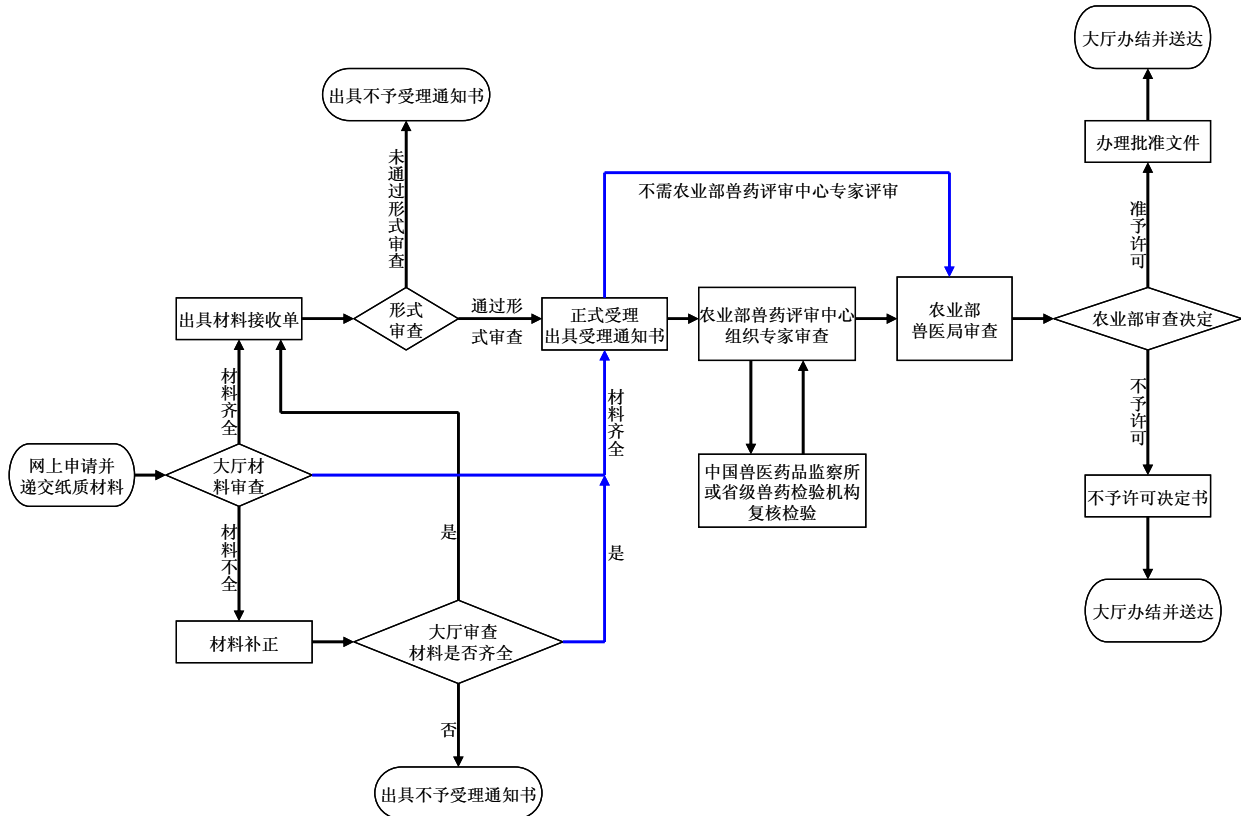 大厅办结并送达
出具不予受理通知书
办理批准文件
未通过形式审查
不需农业部兽药评审中心专家评审
准予许可
出具材料接收单
形式
审查
通过形
式审查
正式受理
出具受理通知书
农业部兽药评审中心
组织专家审查
农业部
兽医局审查
农业部审查决定
材料齐全
材料齐全
不予许可
网上申请并
递交纸质材料
大厅材
料审查
中国兽医药品监察所
或省级兽药检验机构
复核检验
不予许可决定书
材料不全
是
是
材料补正
大厅审查
材料是否齐全
大厅办结并送达
否
出具不予受理通知书